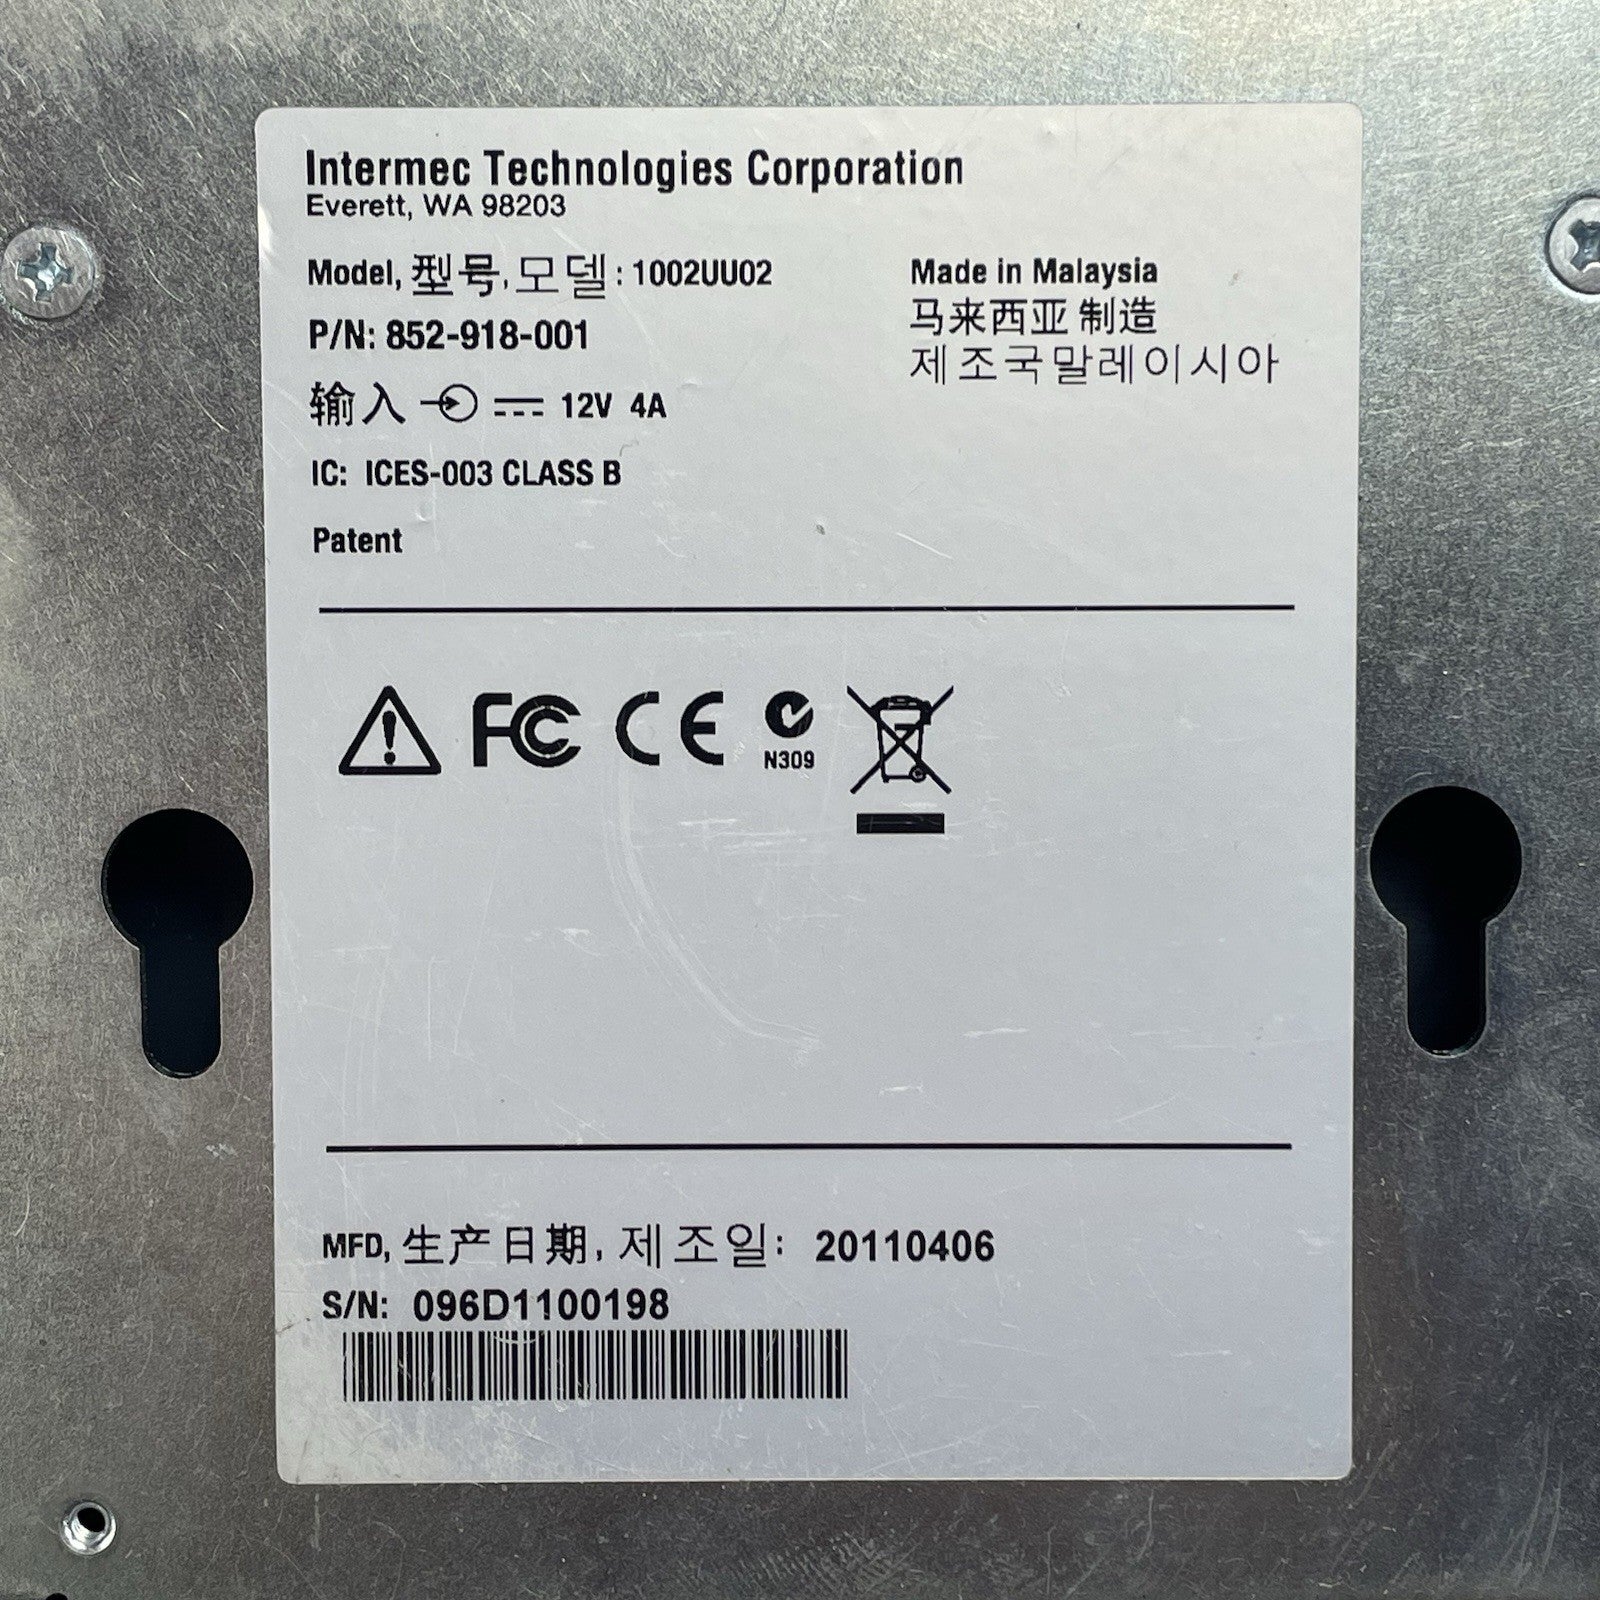 Intermec Technologies Corporation
Everett, WA 98203
Model, 型号, 모델: 1002UU02
P/N: 852-918-001
输入 12V 4A
IC: ICES-003 CLASS B
Patent
Made in Malaysia
马来西亚 制造
제조국말레이시아
FC CE
N309
MFD, 生产日期, 제조일: 20110406
S/N: 096D1100198